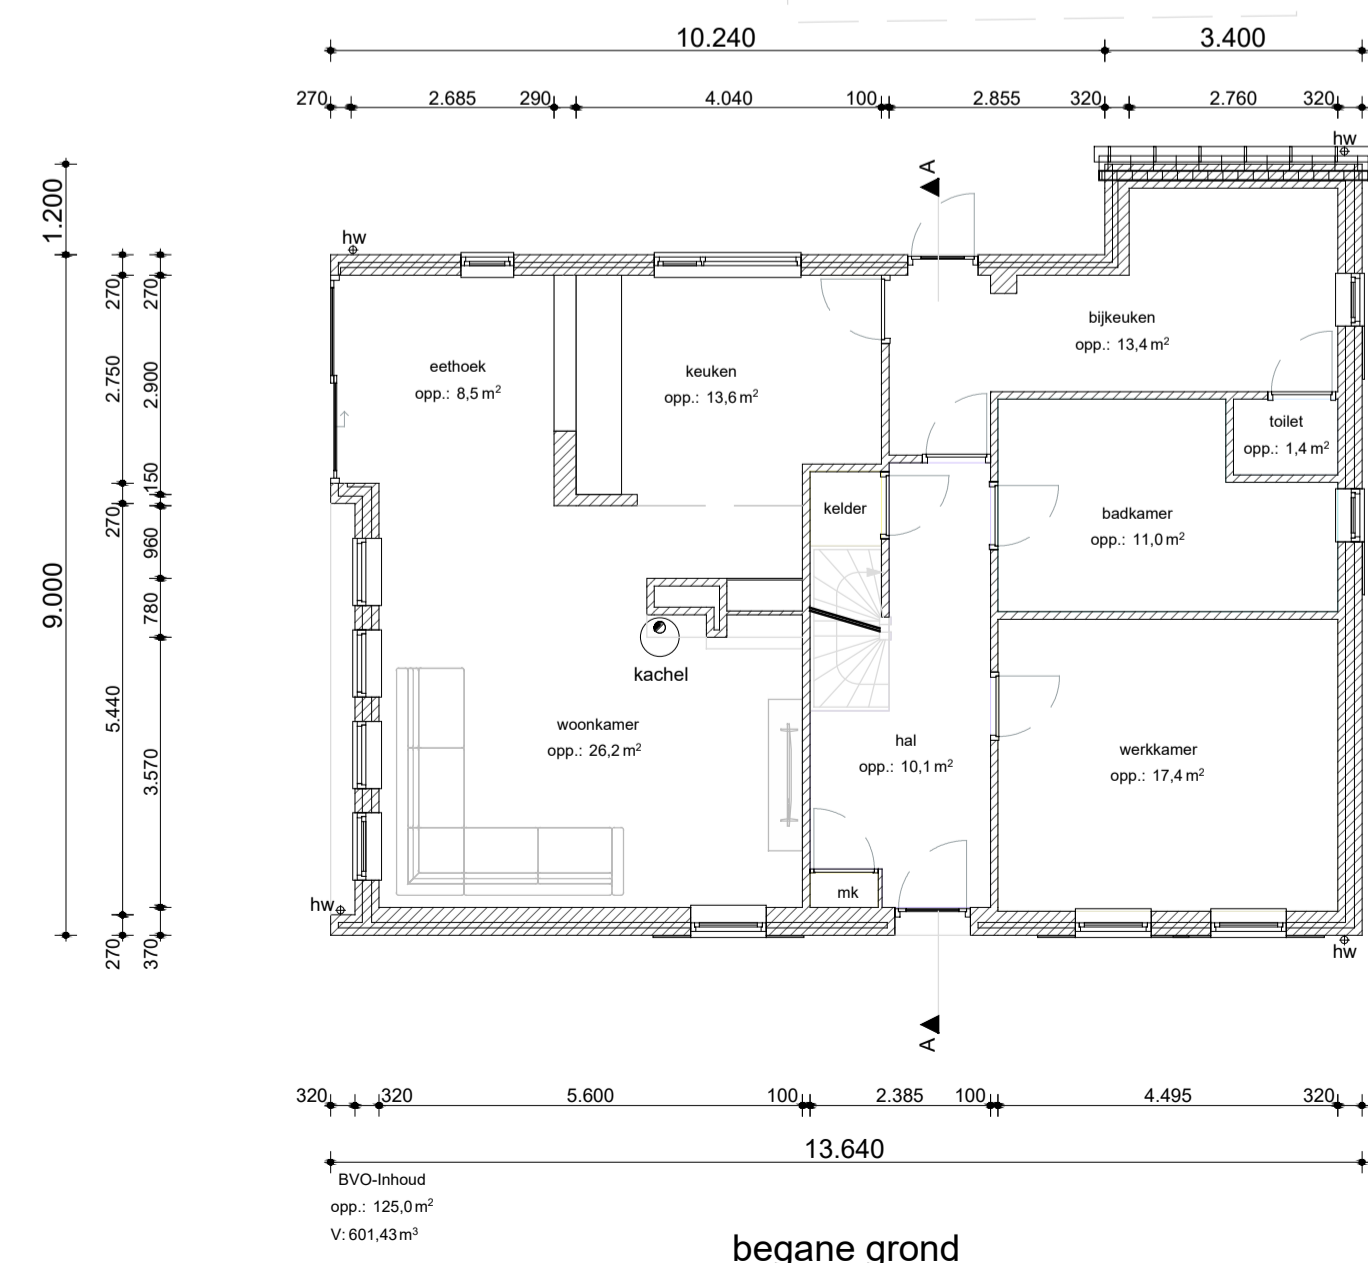 10.240 3.400
270 2.685 290 4.040 100 2.855 320 2.760 320
hw
A
1.200
hw
270 270
bijkeuken
opp.: 13,4 m²
eethoek
opp.: 8,5 m²
keuken
opp.: 13,6 m²
2.750 2.900
toilet
opp.: 1,4 m²
150
270
kelder
badkamer
opp.: 11,0 m²
960
9.000
780
kachel
5.440
woonkamer
opp.: 26,2 m²
hal
opp.: 10,1 m²
werkkamer
opp.: 17,4 m²
3.570
mk
hw
270 370
hw
A
320 320 5.600 100 2.385 100 4.495 320
13.640
BVO-Inhoud
opp.: 125,0 m²
V: 601,43 m³
begane grond